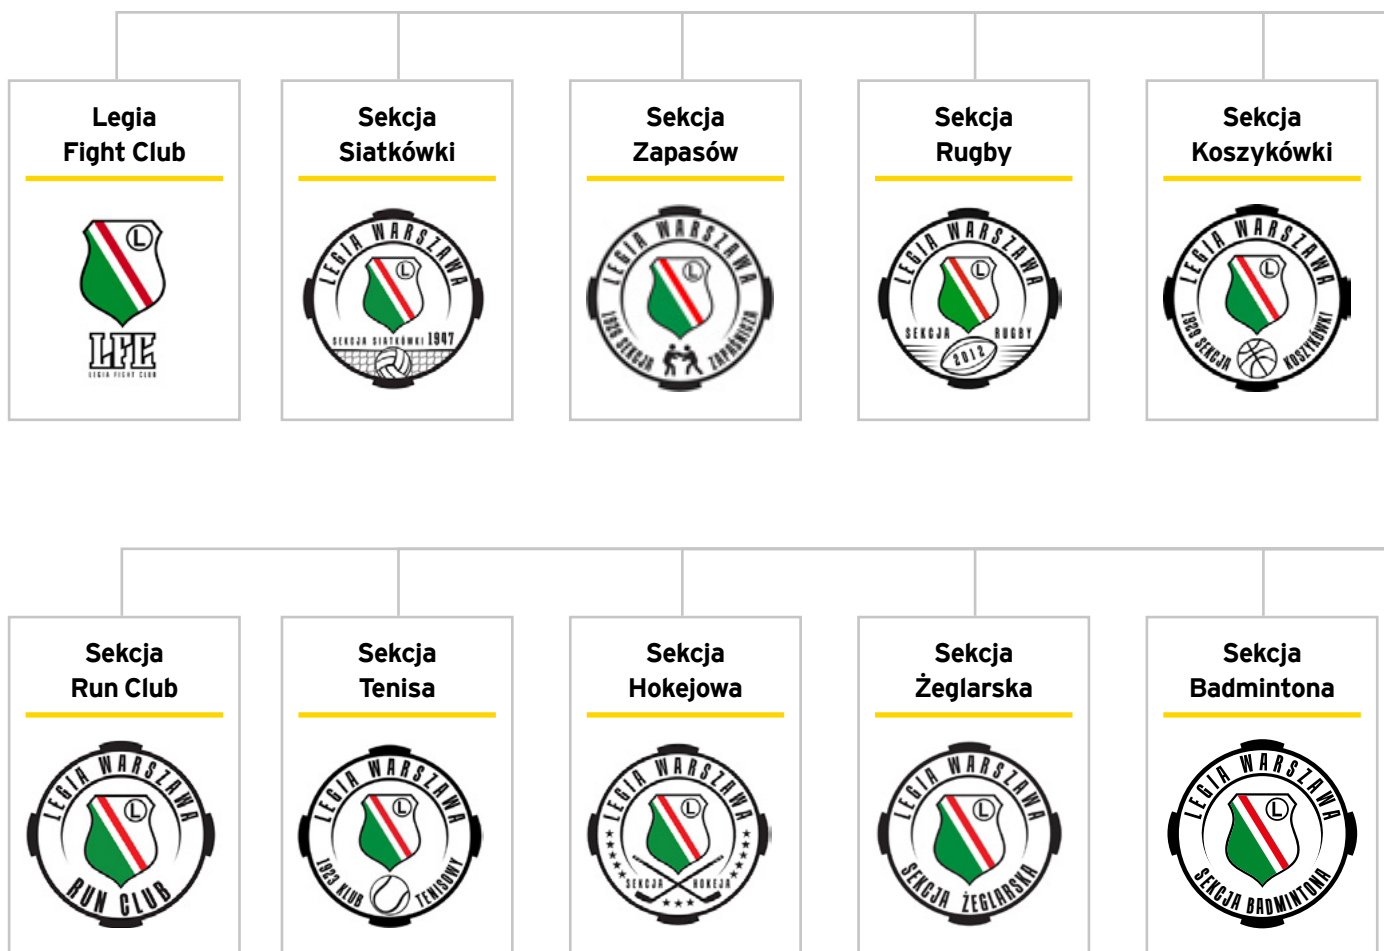 Legia
Fight Club
L
LFC
LEGIA FIGHT CLUB
Sekcja
Siatkówki
LEGIA WARSZAWA
L
SEKCJA SIATKÓWKI 1947
Sekcja
Zapasów
LEGIA WARSZAWA
L
SEKCJA ZAPAŚNICZA
Sekcja
Rugby
LEGIA WARSZAWA
L
SEKCJA RUGBY
2012
Sekcja
Koszykówki
LEGIA WARSZAWA
L
1929 SEKCJA KOSZYKÓWKI
Sekcja
Run Club
LEGIA WARSZAWA
L
RUN CLUB
Sekcja
Tenisa
LEGIA WARSZAWA
L
1923 KLUB TENISOWY
Sekcja
Hokejowa
LEGIA WARSZAWA
L
SEKCJA HOKEJA
Sekcja
Żeglarska
LEGIA WARSZAWA
L
SEKCJA ŻEGLARSKA
Sekcja
Badmintona
LEGIA WARSZAWA
L
SEKCJA BADMINTONA